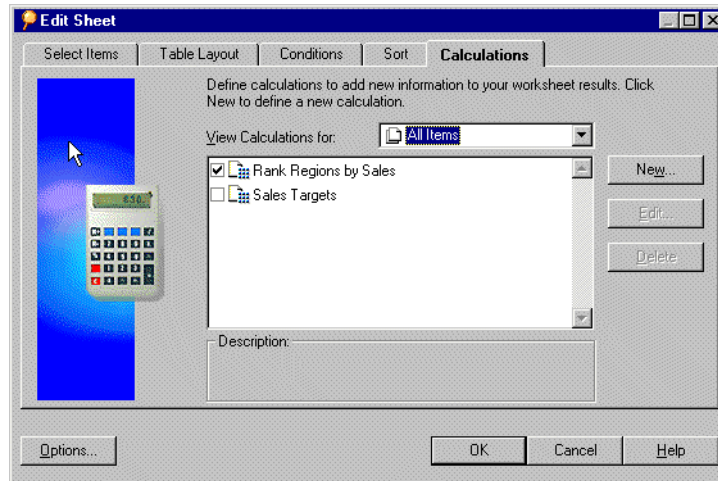 Edit Sheet
Select Items
Table Layout
Conditions
Sort
Calculations
Define calculations to add new information to your worksheet results. Click
New to define a new calculation.
View Calculations for:
All Items
Rank Regions by Sales
Sales Targets
New...
Edit...
Delete
650.
Description:
Options...
OK
Cancel
Help